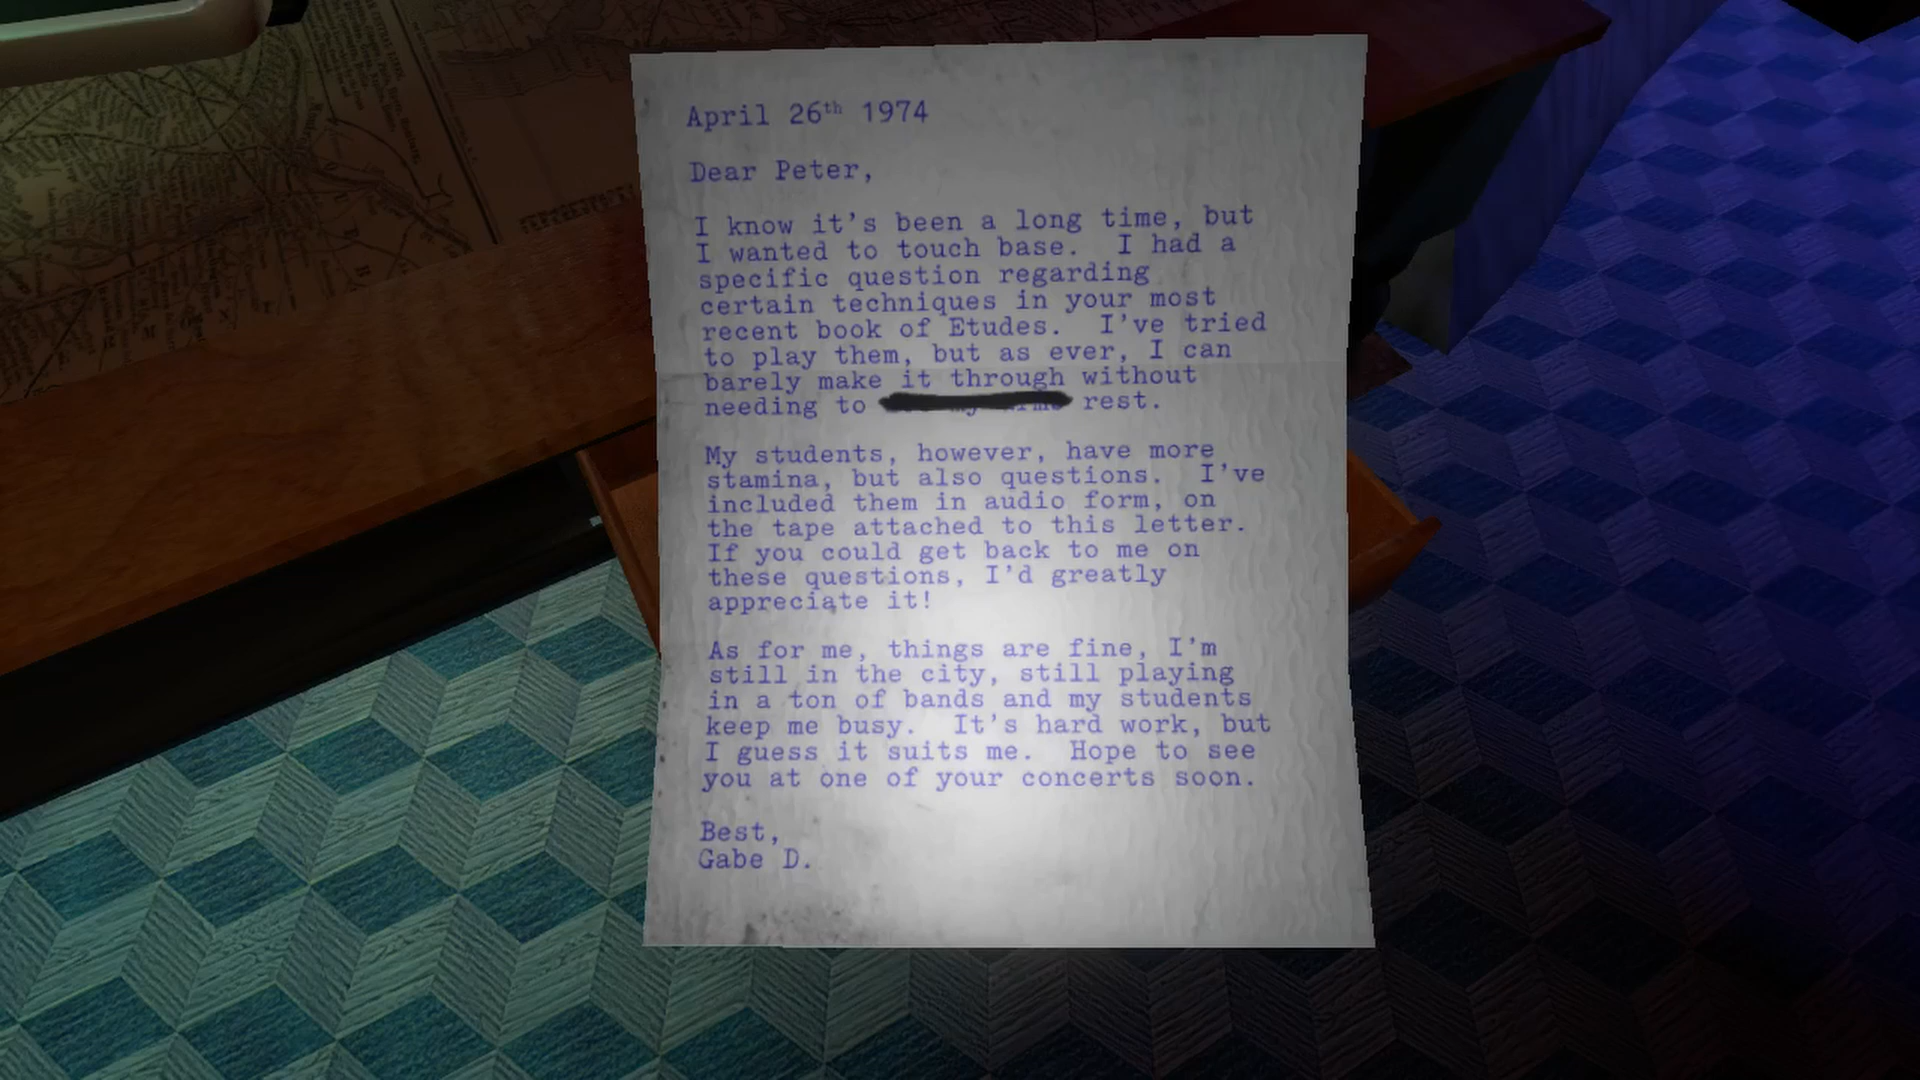 April 26th 1974
Dear Peter,
I know it's been a long time, but
I wanted to touch base.  I had a
specific question regarding
certain techniques in your most
recent book of Etudes.  I've tried
to play them, but as ever, I can
barely make it through without
needing to rest.
My students, however, have more
stamina, but also questions.  I've
included them in audio form, on
the tape attached to this letter.
If you could get back to me on
these questions, I'd greatly
appreciate it!
As for me, things are fine, I'm
still in the city, still playing
in a ton of bands and my students
keep me busy.  It's hard work, but
I guess it suits me.  Hope to see
you at one of your concerts soon.
Best,
Gabe D.